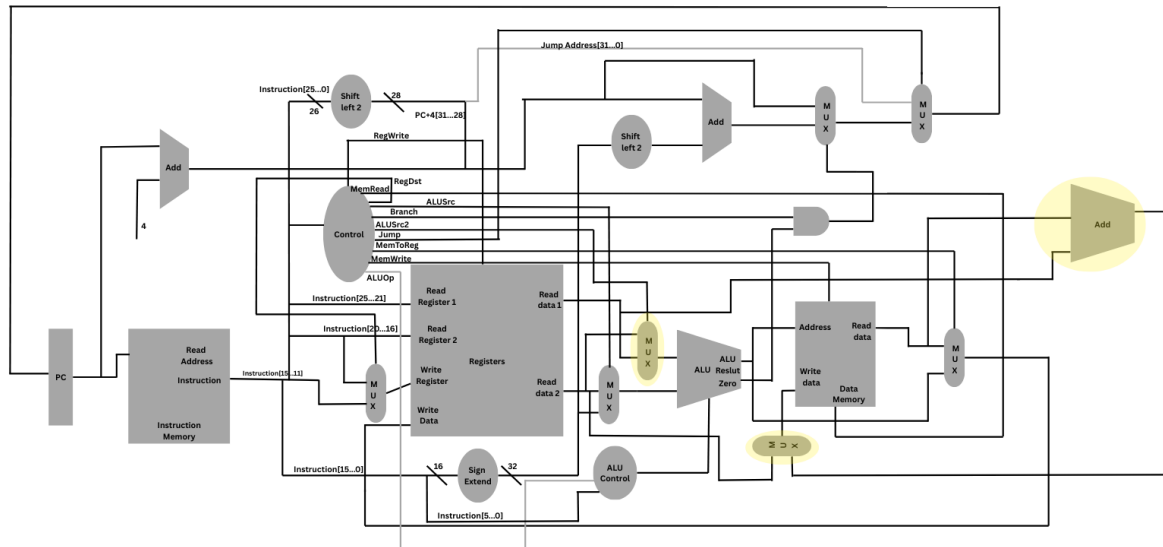 Jump Address[31...0]
Instruction[25...0]
26
Shift
left 2
28
PC+4[31...28]
RegWrite
Shift
left 2
Add
M
U
X
M
U
X
Add
4
MemRead
RegDst
ALUSrc
Branch
ALUSrc2
Jump
MemToReg
MemWrite
ALUOp
Control
Add
PC
Read
Address
Instruction
Instruction
Memory
Instruction[25...21]
Instruction[20...16]
Instruction[15...11]
M
U
X
Read
Register 1
Read
Register 2
Write
Register
Write
Data
Registers
Read
data 1
Read
data 2
M
U
X
M
U
X
ALU
ALU
Reslut
Zero
Address
Read
data
Write
data
Data
Memory
M
U
X
M
U
X
Instruction[15...0]
16
Sign
Extend
32
ALU
Control
Instruction[5...0]